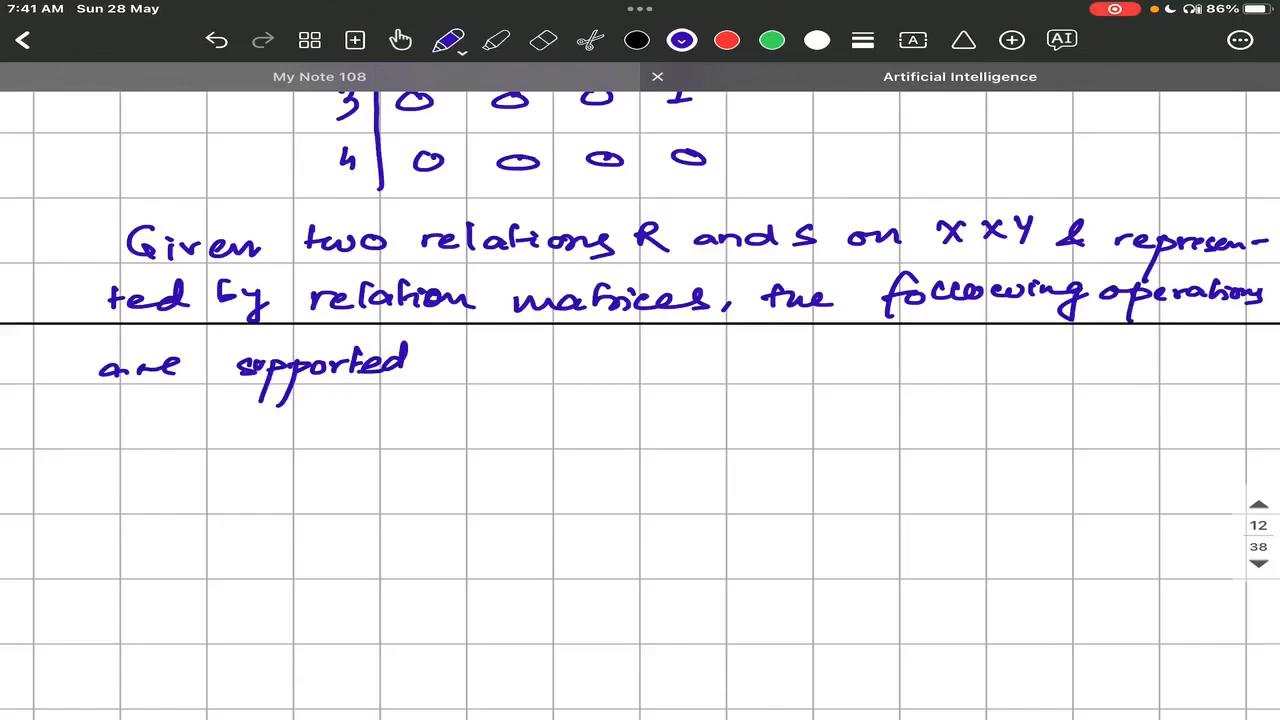 7:41 AM Sun 28 May
86%
A
AI
My Note 108
Artificial Intelligence
3 0 0 0 1
4 0 0 0 0
Given two relations R and S on X X Y & represen-
ted by relation matrices, the following operations
are supported
12
38